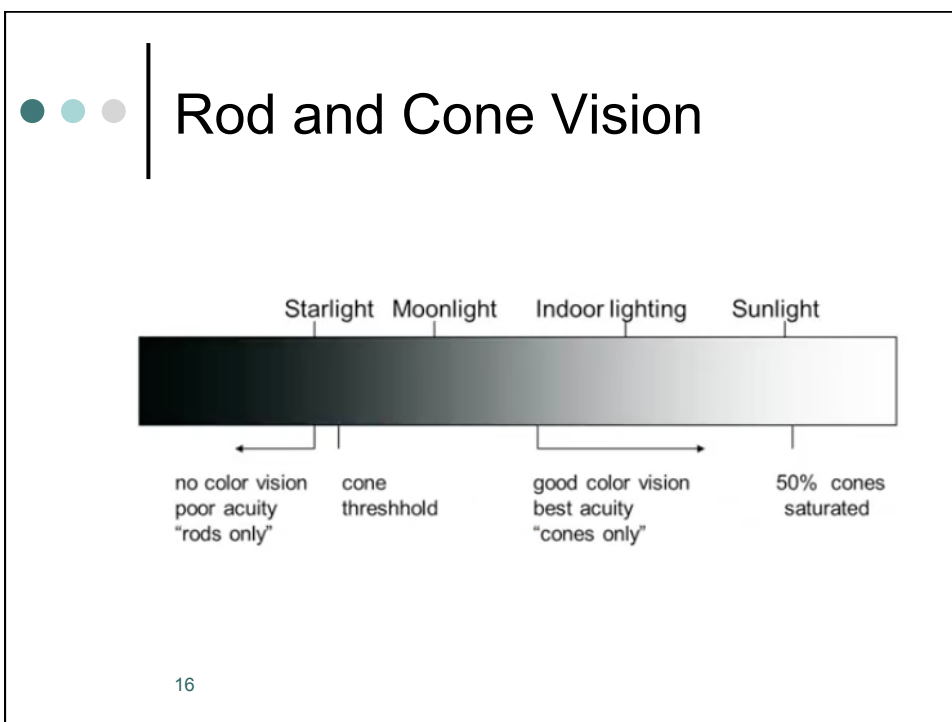 Rod and Cone Vision
Starlight Moonlight Indoor lighting Sunlight
no color vision
poor acuity
“rods only”
cone
threshhold
good color vision
best acuity
“cones only”
50% cones
saturated
16